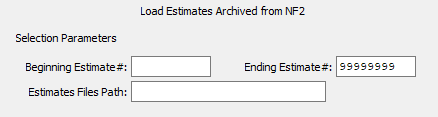 Load Estimates Archived from NF2
Selection Parameters
Beginning Estimate#: Ending Estimate#: 99999999
Estimates Files Path: